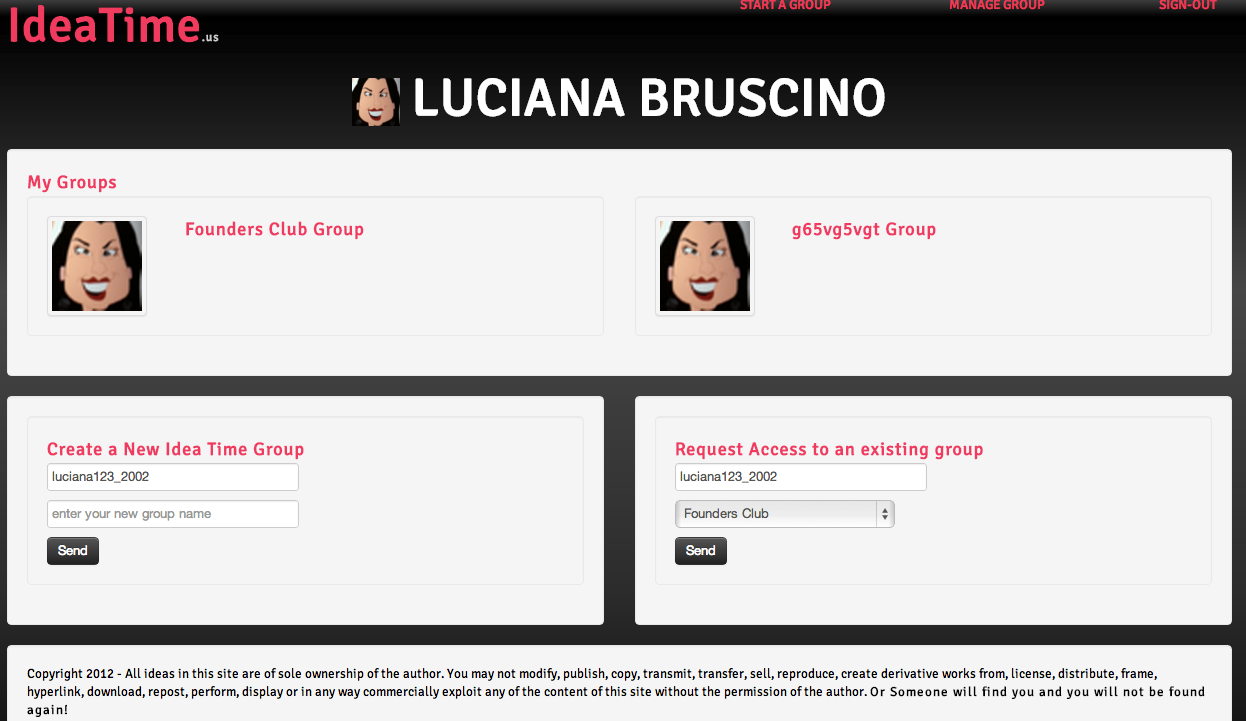 START A GROUP MANAGE GROUP SIGN-OUT
IdeaTime.us
LUCIANA BRUSCINO
My Groups
Founders Club Group g65vg5vgt Group
Create a New Idea Time Group
luciana123_2002
enter your new group name
Send
Request Access to an existing group
luciana123_2002
Founders Club
Send
Copyright 2012 - All ideas in this site are of sole ownership of the author. You may not modify, publish, copy, transmit, transfer, sell, reproduce, create derivative works from, license, distribute, frame,
hyperlink, download, repost, perform, display or in any way commercially exploit any of the content of this site without the permission of the author. Or Someone will find you and you will not be found
again!